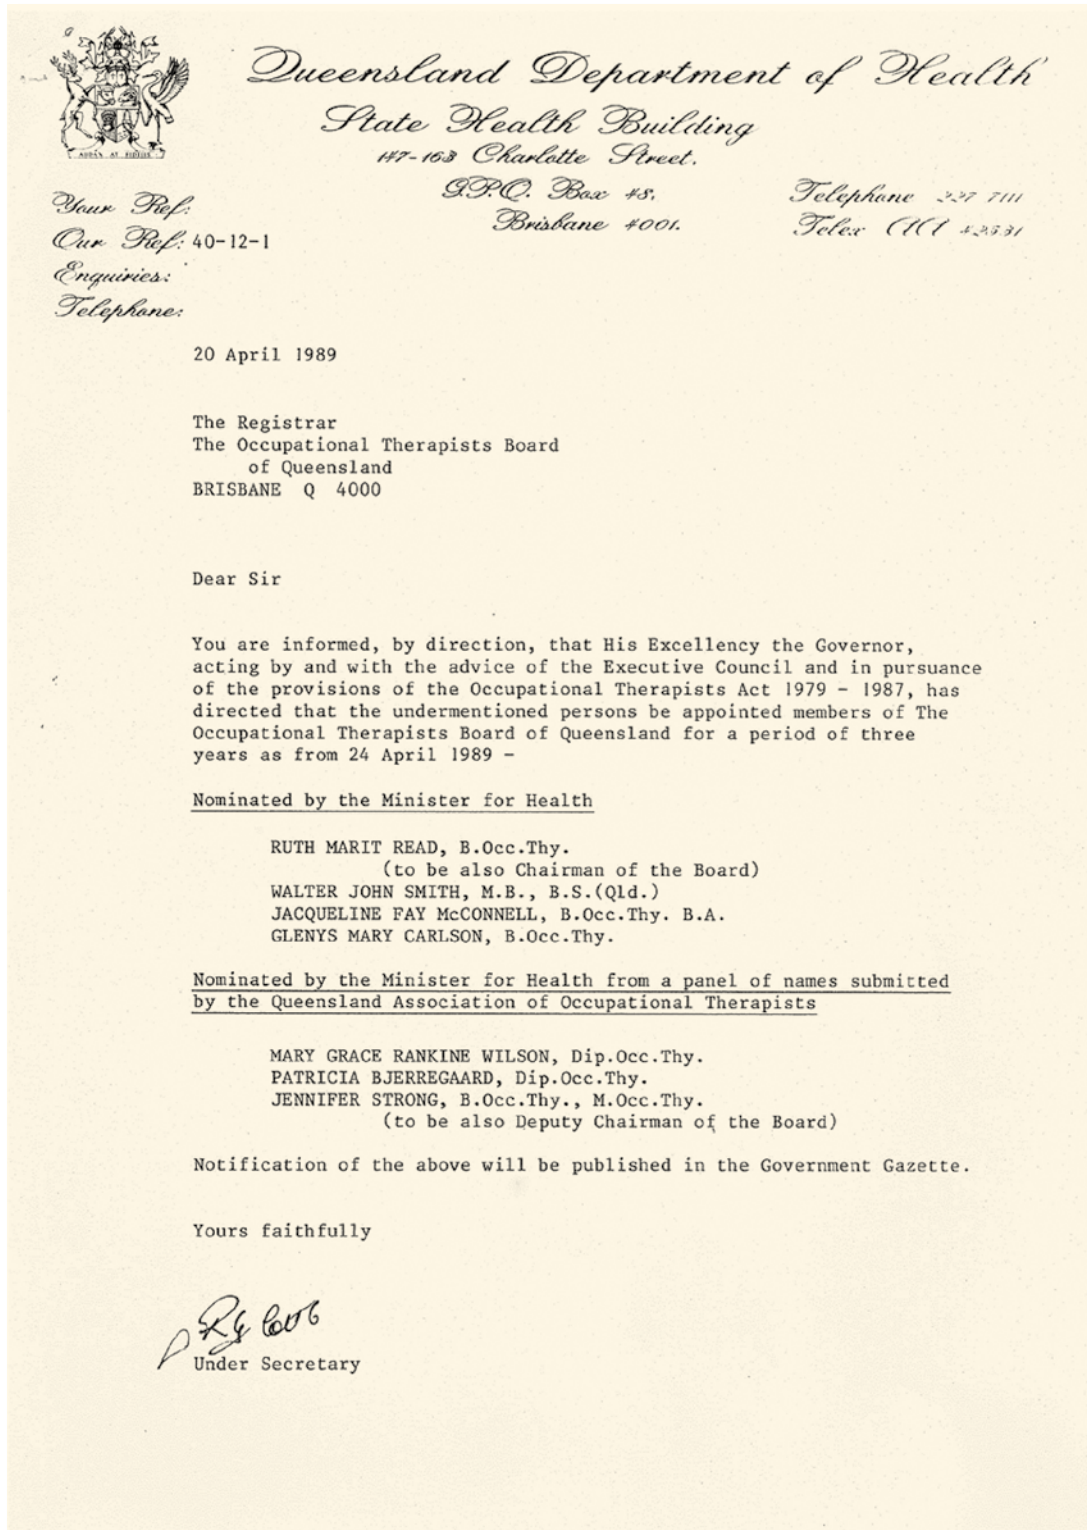 Queensland Department of Health
State Health Building
147-163 Charlotte Street.
G.P.O. Box 48.
Brisbane 4001.
Telephone 227 7111
Telex AA 42531
AUDAX AT FIDELIS
Your Ref:
Our Ref: 40-12-1
Enquiries:
Telephone:
20 April 1989
The Registrar
The Occupational Therapists Board
of Queensland
BRISBANE Q 4000
Dear Sir
You are informed, by direction, that His Excellency the Governor,
acting by and with the advice of the Executive Council and in pursuance
of the provisions of the Occupational Therapists Act 1979 - 1987, has
directed that the undermentioned persons be appointed members of The
Occupational Therapists Board of Queensland for a period of three
years as from 24 April 1989 -
Nominated by the Minister for Health
RUTH MARIT READ, B.Occ.Thy.
(to be also Chairman of the Board)
WALTER JOHN SMITH, M.B., B.S.(Qld.)
JACQUELINE FAY McCONNELL, B.Occ.Thy. B.A.
GLENYS MARY CARLSON, B.Occ.Thy.
Nominated by the Minister for Health from a panel of names submitted
by the Queensland Association of Occupational Therapists
MARY GRACE RANKINE WILSON, Dip.Occ.Thy.
PATRICIA BJERREGAARD, Dip.Occ.Thy.
JENNIFER STRONG, B.Occ.Thy., M.Occ.Thy.
(to be also Deputy Chairman of the Board)
Notification of the above will be published in the Government Gazette.
Yours faithfully
Under Secretary